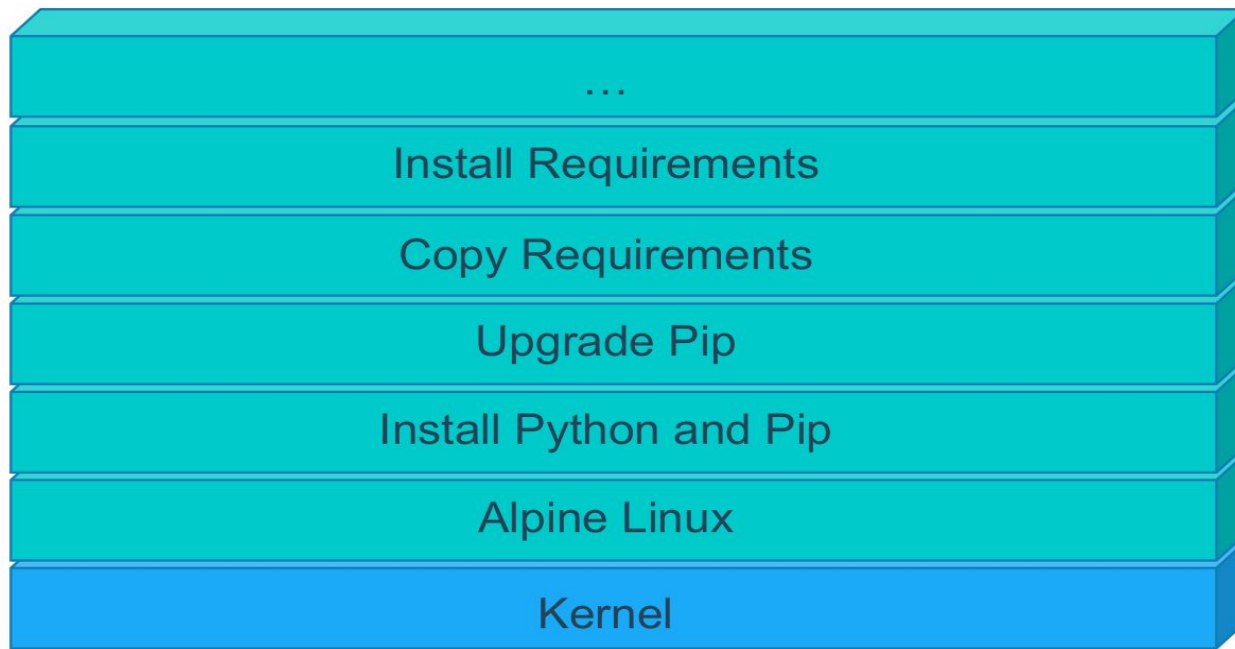 ...
Install Requirements
Copy Requirements
Upgrade Pip
Install Python and Pip
Alpine Linux
Kernel